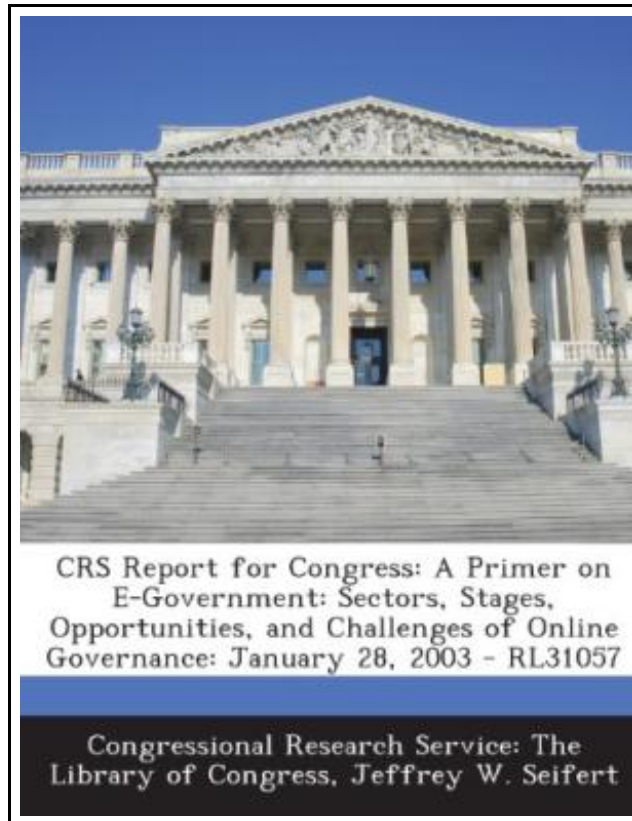 CRS Report for Congress: A Primer on
E-Government: Sectors, Stages,
Opportunities, and Challenges of Online
Governance: January 28, 2003 - RL31057
Congressional Research Service: The
Library of Congress, Jeffrey W. Seifert